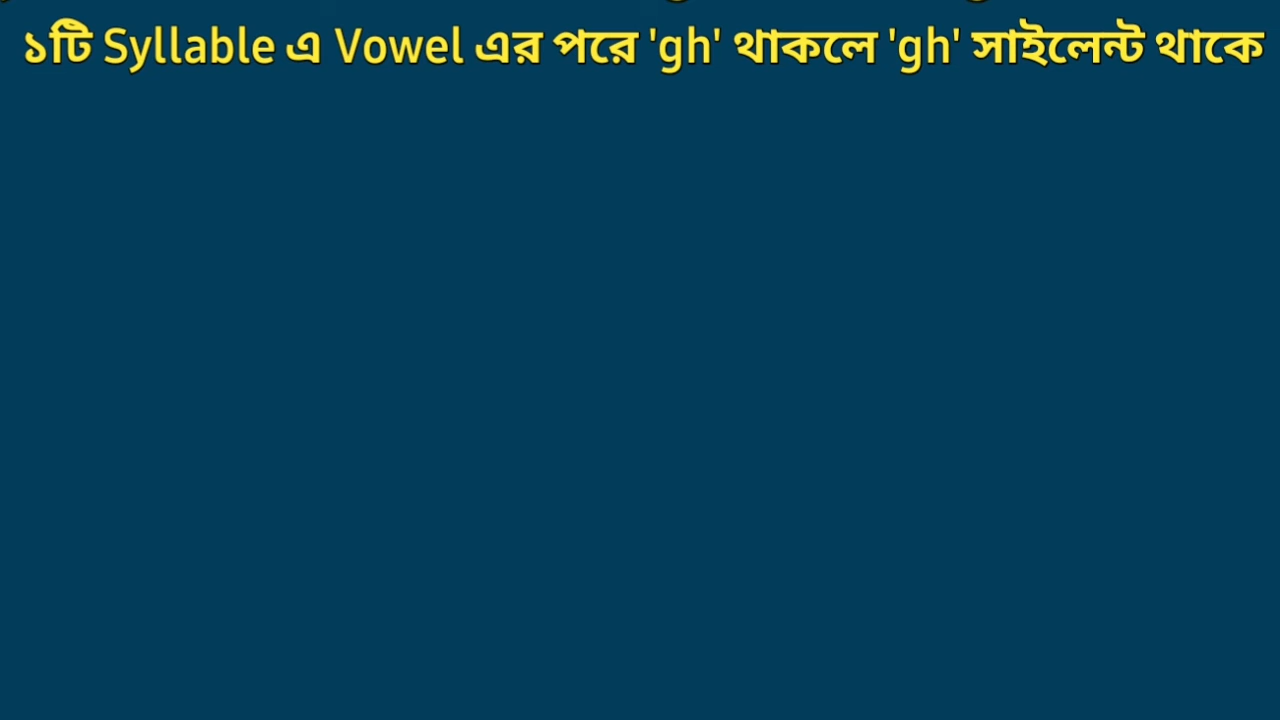 ১টি Syllable এ Vowel এর পরে 'gh' থাকলে 'gh' সাইলেন্ট থাকে